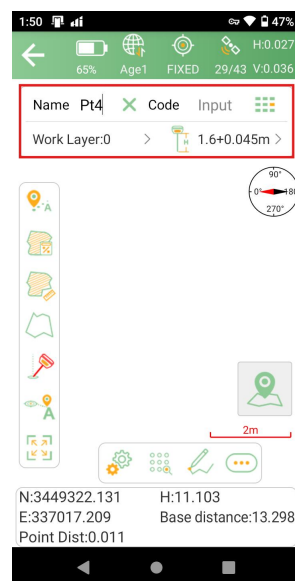 1:50 47%
H:0.027
65% Age1 FIXED 29/43 V:0.036
Name Pt4 Code Input
Work Layer:0 > H 1.6+0.045m >
90°
0° 180
270°
A
A
2m
N:3449322.131 H:11.103
E:337017.209 Base distance:13.298
Point Dist:0.011